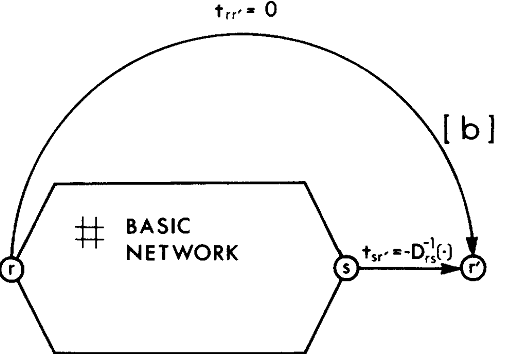 t_rr' = 0
[b]
# BASIC
NETWORK
r
s
t_sr' = -D_rs^-1(·)
r'